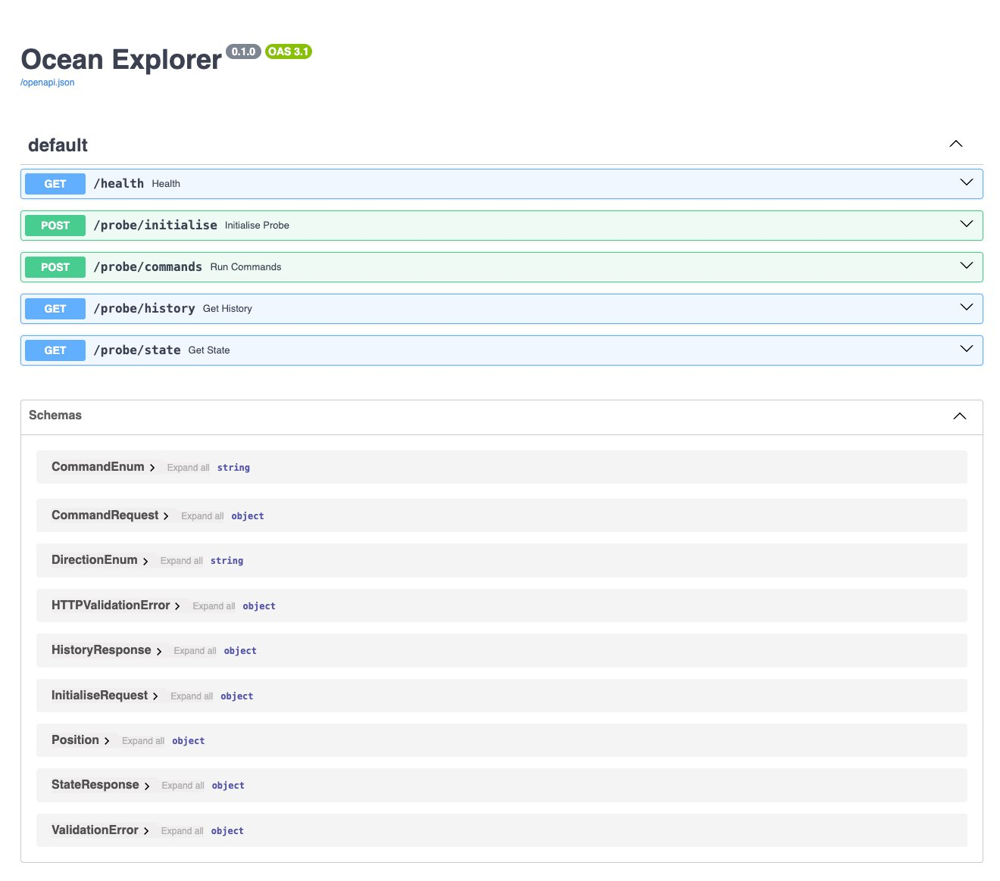 Ocean Explorer 0.1.0 OAS 3.1
/openapi.json
default
GET /health Health
POST /probe/initialise Initialise Probe
POST /probe/commands Run Commands
GET /probe/history Get History
GET /probe/state Get State
Schemas
CommandEnum Expand all string
CommandRequest Expand all object
DirectionEnum Expand all string
HTTPValidationError Expand all object
HistoryResponse Expand all object
InitialiseRequest Expand all object
Position Expand all object
StateResponse Expand all object
ValidationError Expand all object